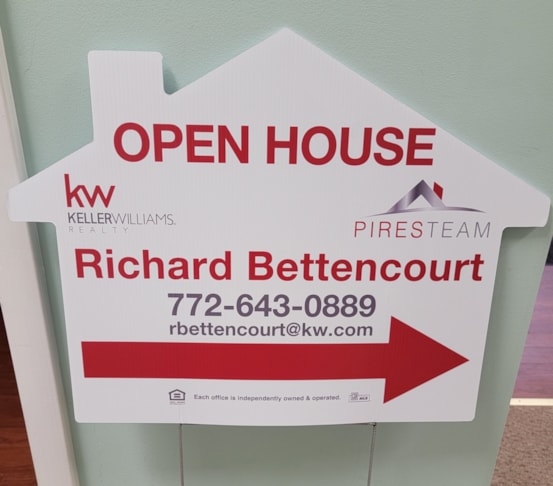 OPEN HOUSE
kw
KELLERWILLIAMS.
REALTY
PIRESTEAM
Richard Bettencourt
772-643-0889
rbettencourt@kw.com
Each office is independently owned & operated.